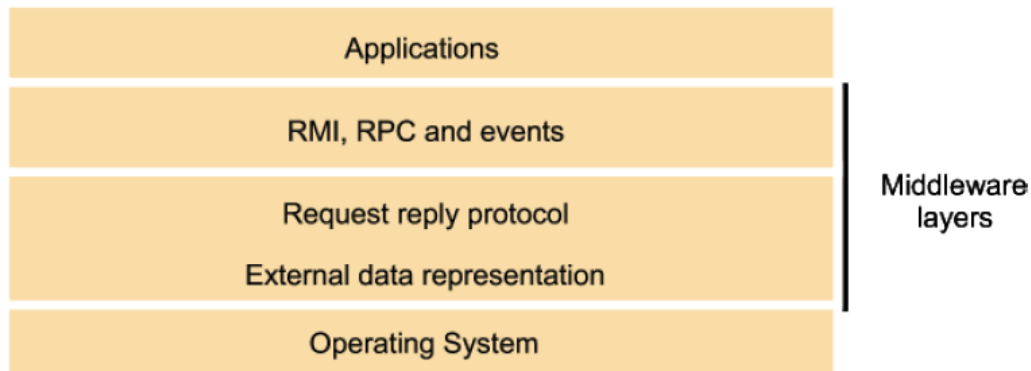 Applications
RMI, RPC and events
Request reply protocol
External data representation
Operating System
Middleware
layers